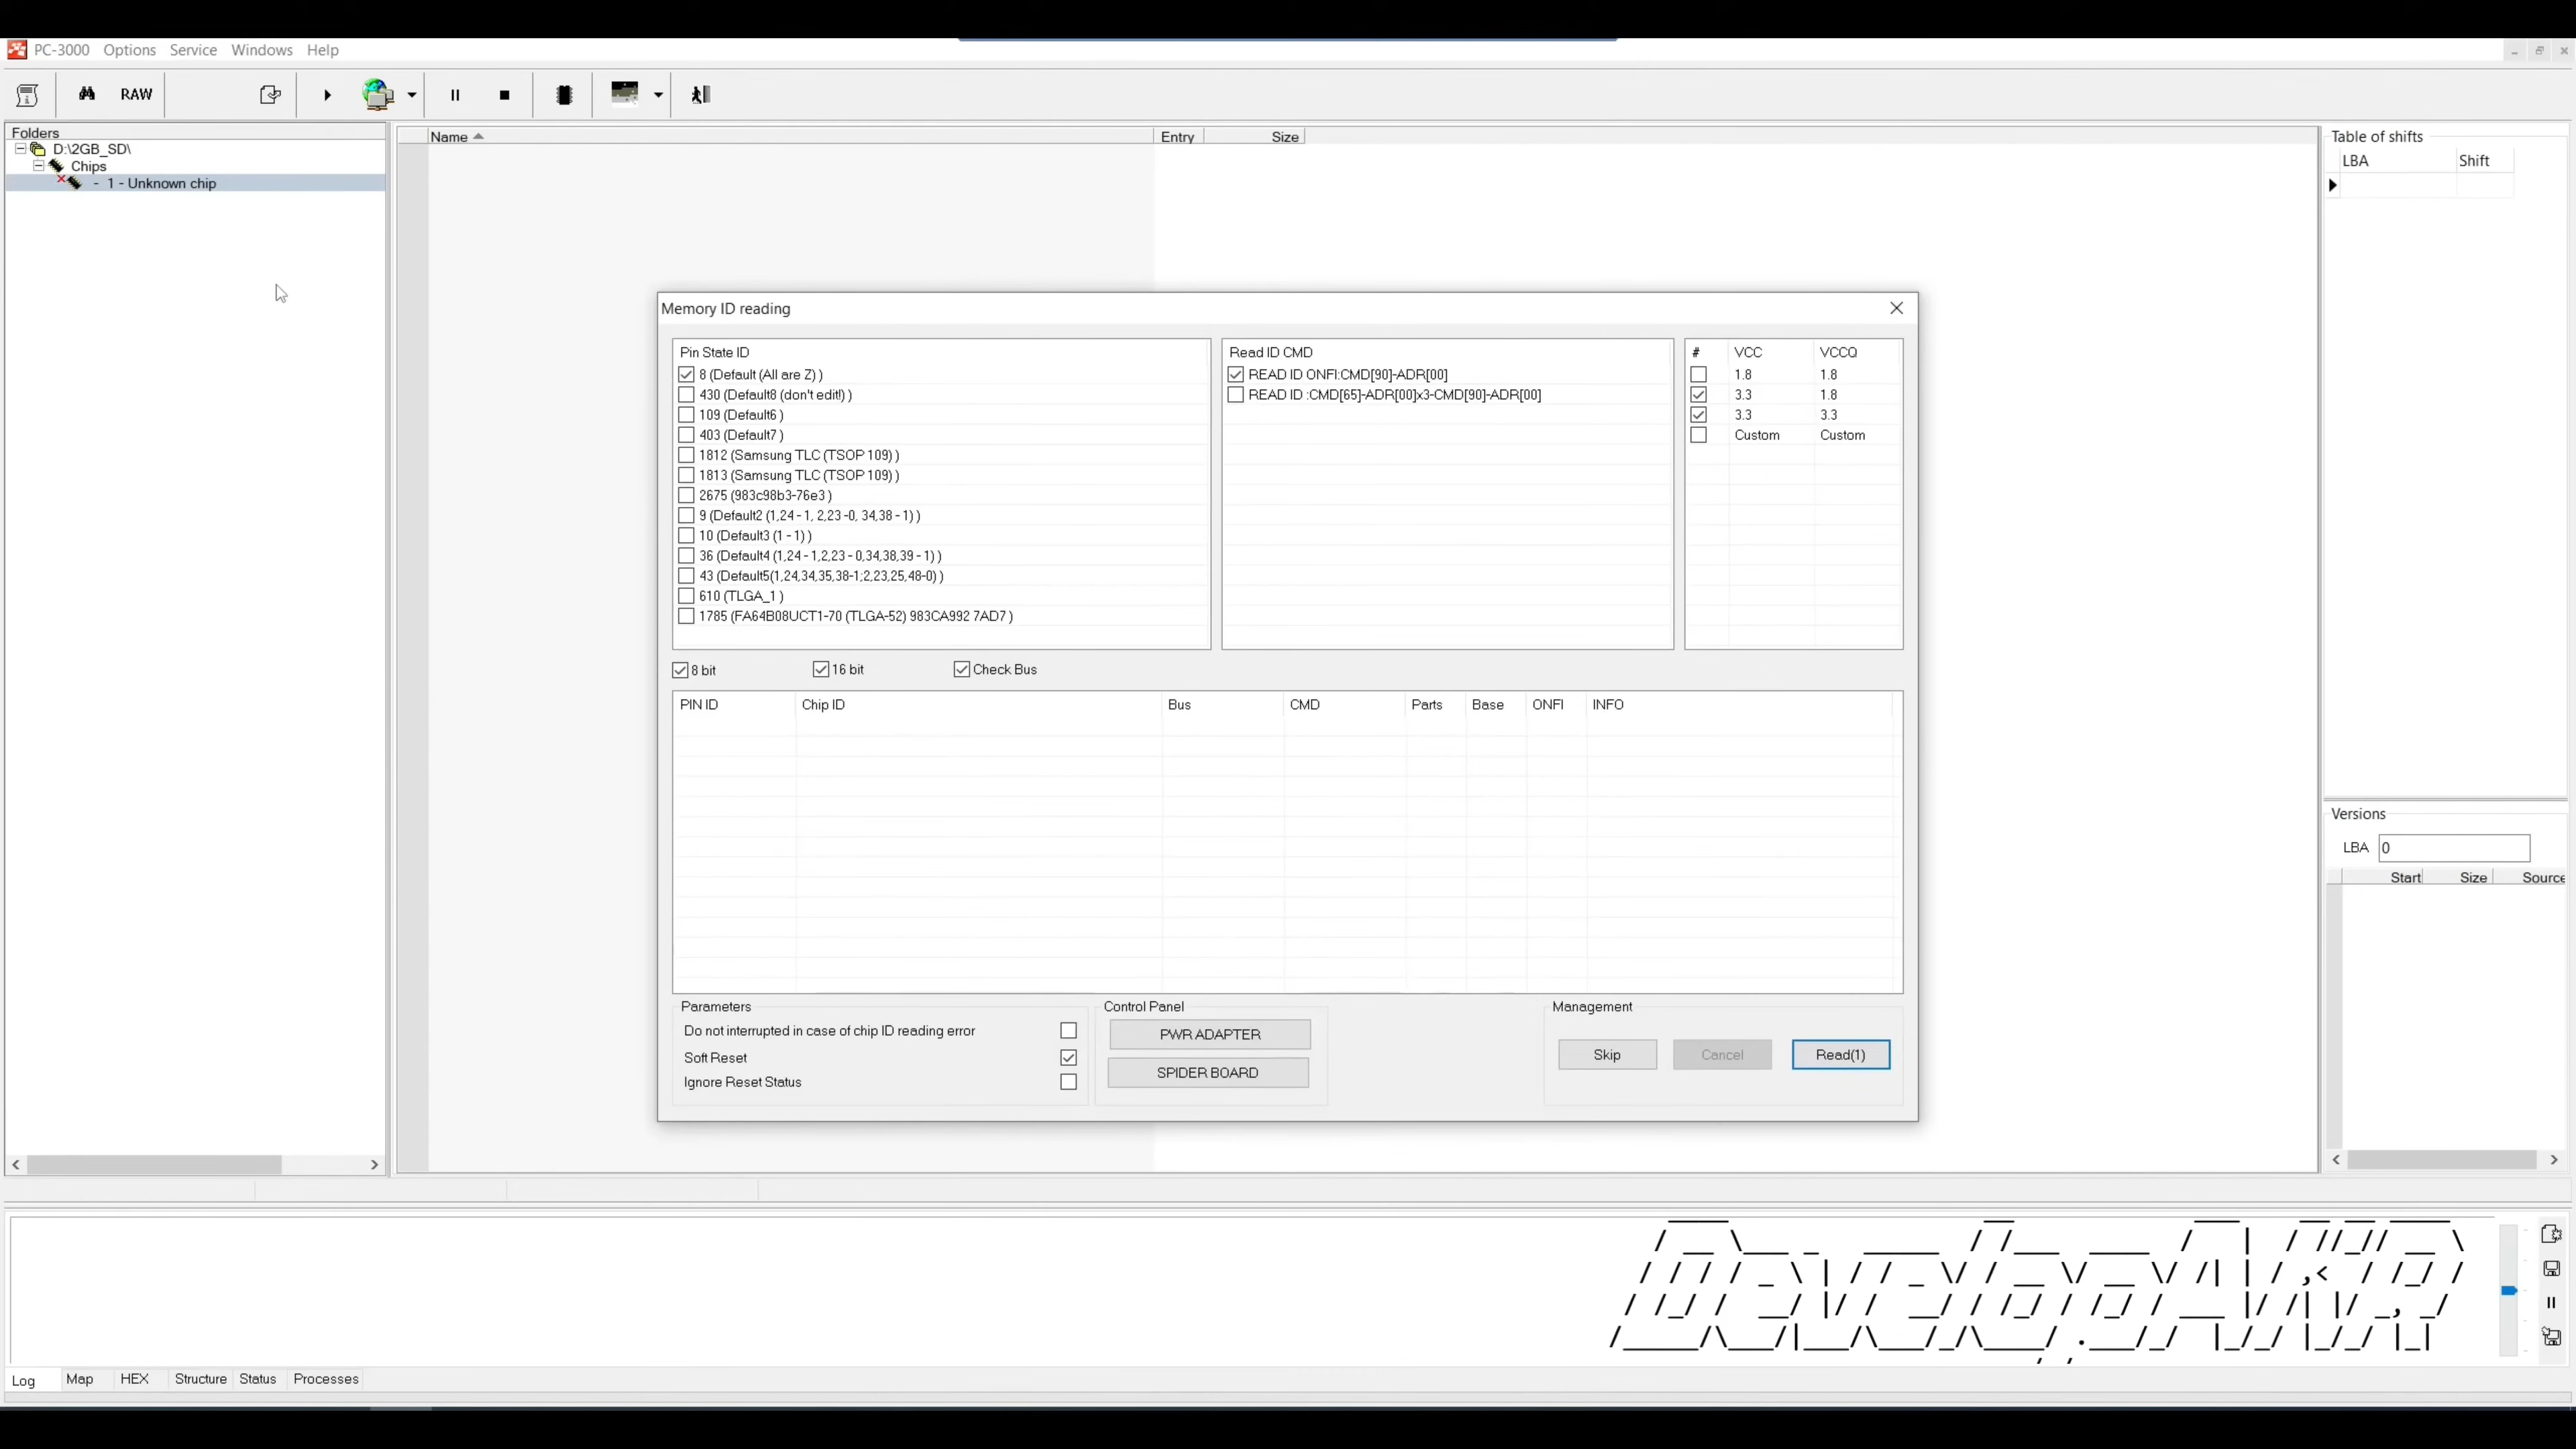 PC-3000 Options Service Windows Help
RAW
Folders
D:\2GB_SD\
Chips
- 1 - Unknown chip
Name Entry Size
Table of shifts
LBA Shift
Memory ID reading
Pin State ID
8 (Default (All are Z) )
430 (Default8 (don't edit!) )
109 (Default6 )
403 (Default7 )
1812 (Samsung TLC (TSOP 109) )
1813 (Samsung TLC (TSOP 109) )
2675 (983c98b3-76e3 )
9 (Default2 (1,24 - 1, 2,23 -0, 34,38 - 1) )
10 (Default3 (1 - 1) )
36 (Default4 (1,24 - 1,2,23 - 0,34,38,39 - 1) )
43 (Default5(1,24,34,35,38-1;2,23,25,48-0) )
610 (TLGA_1 )
1785 (FA64B08UCT1-70 (TLGA-52) 983CA992 7AD7 )
Read ID CMD
READ ID ONFI:CMD[90]-ADR[00]
READ ID :CMD[65]-ADR[00]x3-CMD[90]-ADR[00]
# VCC VCCQ
1.8 1.8
3.3 1.8
3.3 3.3
Custom Custom
8 bit 16 bit Check Bus
PIN ID Chip ID Bus CMD Parts Base ONFI INFO
Parameters
Do not interrupted in case of chip ID reading error
Soft Reset
Ignore Reset Status
Control Panel
PWR ADAPTER
SPIDER BOARD
Management
Skip Cancel Read(1)
Versions
LBA 0
Start Size Source
DevelopAKR
Log Map HEX Structure Status Processes